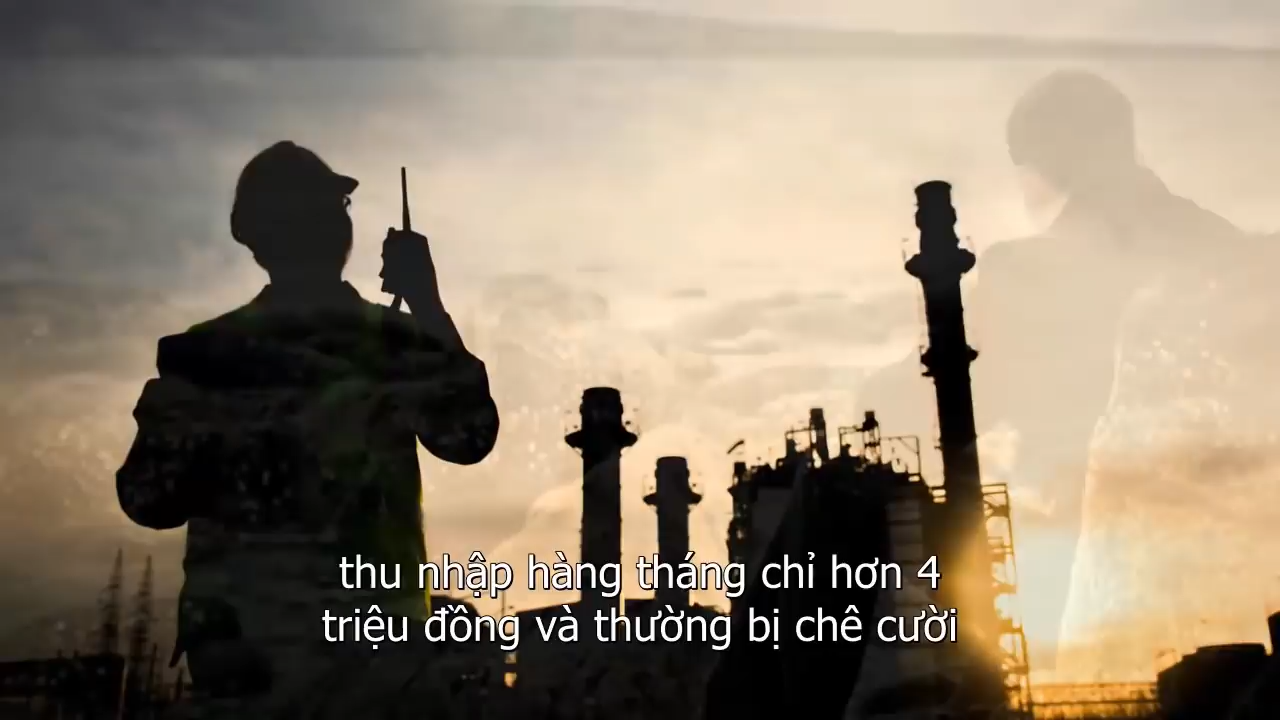 thu nhập hàng tháng chỉ hơn 4
triệu đồng và thường bị chê cười